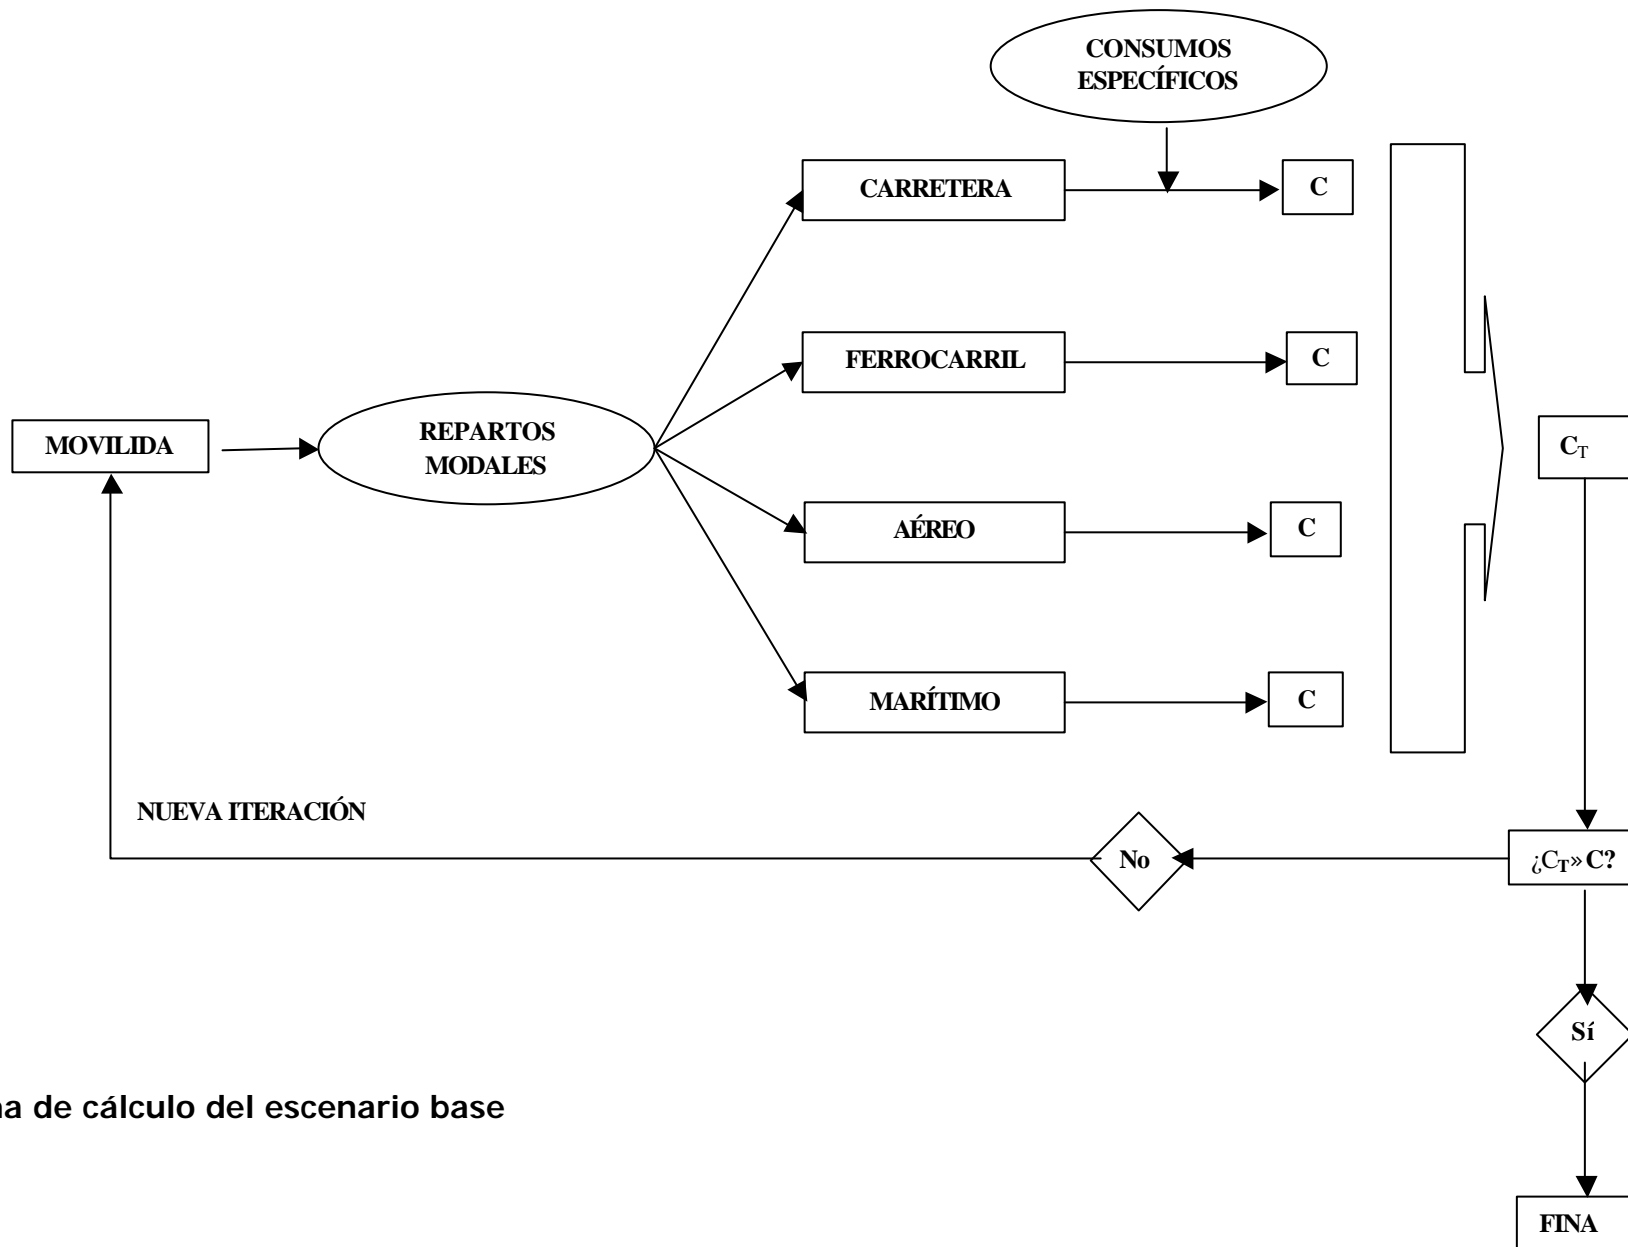 CONSUMOS
ESPECÍFICOS
CARRETERA
C
FERROCARRIL
C
MOVILIDA
REPARTOS
MODALES
C_T
AÉREO
C
MARÍTIMO
C
NUEVA ITERACIÓN
No
¿C_T» C?
Sí
a de cálculo del escenario base
FINA